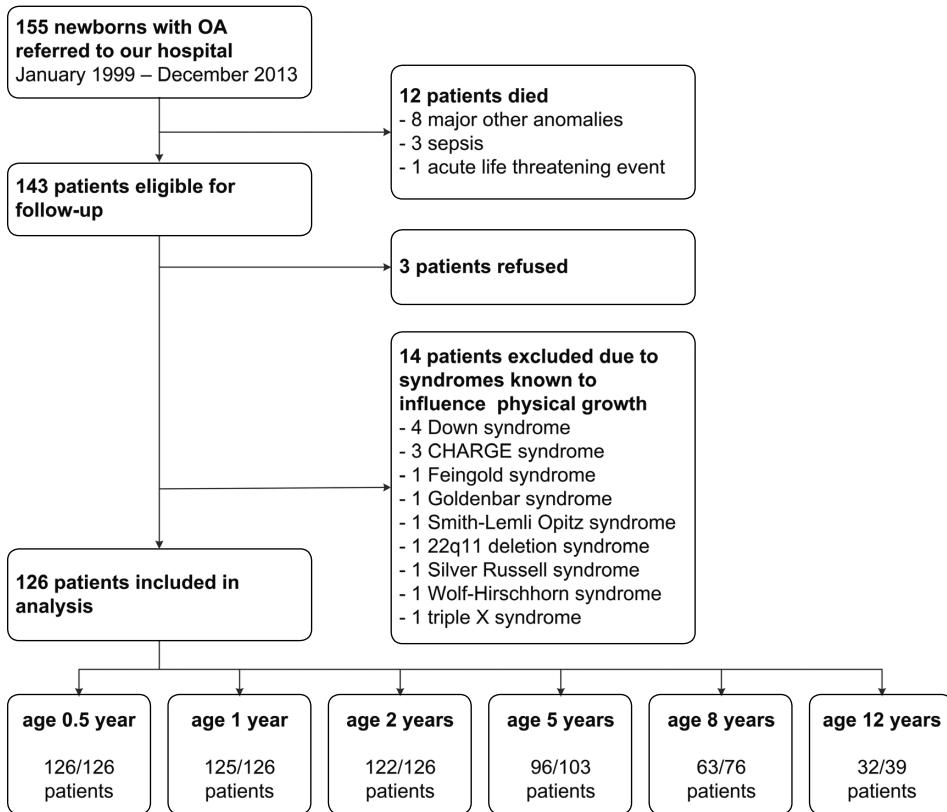 155 newborns with OA
referred to our hospital
January 1999 – December 2013
12 patients died
- 8 major other anomalies
- 3 sepsis
- 1 acute life threatening event
143 patients eligible for
follow-up
3 patients refused
14 patients excluded due to
syndromes known to
influence physical growth
- 4 Down syndrome
- 3 CHARGE syndrome
- 1 Feingold syndrome
- 1 Goldenbar syndrome
- 1 Smith-Lemli Opitz syndrome
- 1 22q11 deletion syndrome
- 1 Silver Russell syndrome
- 1 Wolf-Hirschhorn syndrome
- 1 triple X syndrome
126 patients included in
analysis
age 0.5 year
126/126
patients
age 1 year
125/126
patients
age 2 years
122/126
patients
age 5 years
96/103
patients
age 8 years
63/76
patients
age 12 years
32/39
patients